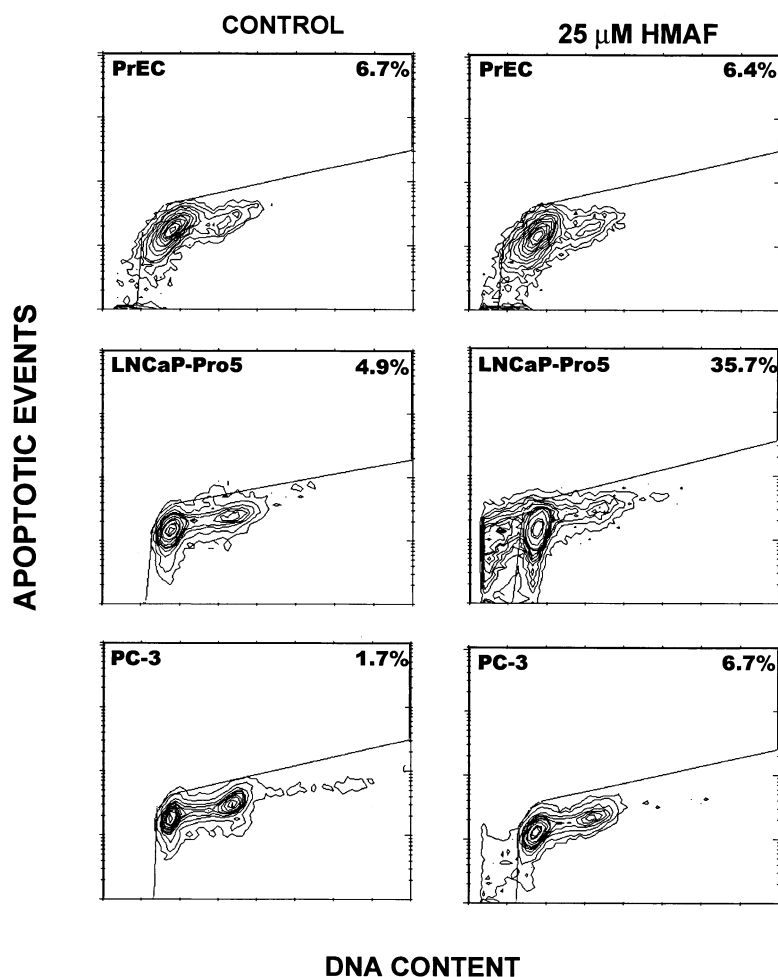 CONTROL
25 µM HMAF
PrEC 6.7%
PrEC 6.4%
APOPTOTIC EVENTS
LNCaP-Pro5 4.9%
LNCaP-Pro5 35.7%
PC-3 1.7%
PC-3 6.7%
DNA CONTENT